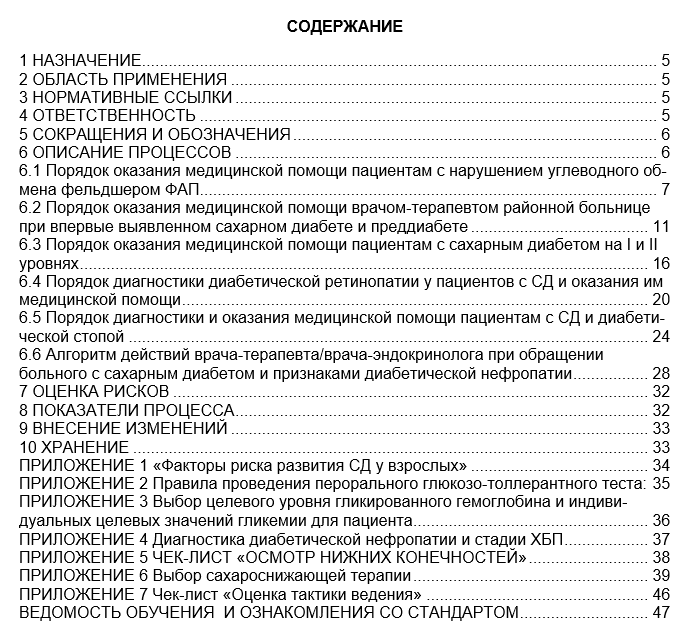 СОДЕРЖАНИЕ
1 НАЗНАЧЕНИЕ.......... 5
2 ОБЛАСТЬ ПРИМЕНЕНИЯ .......... 5
3 НОРМАТИВНЫЕ ССЫЛКИ .......... 5
4 ОТВЕТСТВЕННОСТЬ .......... 5
5 СОКРАЩЕНИЯ И ОБОЗНАЧЕНИЯ .......... 6
6 ОПИСАНИЕ ПРОЦЕССОВ .......... 6
6.1 Порядок оказания медицинской помощи пациентам с нарушением углеводного об-
мена фельдшером ФАП.......... 7
6.2 Порядок оказания медицинской помощи врачом-терапевтом районной больнице
при впервые выявленном сахарном диабете и преддиабете .......... 11
6.3 Порядок оказания медицинской помощи пациентам с сахарным диабетом на I и II
уровнях.......... 16
6.4 Порядок диагностики диабетической ретинопатии у пациентов с СД и оказания им
медицинской помощи.......... 20
6.5 Порядок диагностики и оказания медицинской помощи пациентам с СД и диабети-
ческой стопой .......... 24
6.6 Алгоритм действий врача-терапевта/врача-эндокринолога при обращении
больного с сахарным диабетом и признаками диабетической нефропатии.......... 28
7 ОЦЕНКА РИСКОВ .......... 32
8 ПОКАЗАТЕЛИ ПРОЦЕССА.......... 32
9 ВНЕСЕНИЕ ИЗМЕНЕНИЙ .......... 33
10 ХРАНЕНИЕ .......... 33
ПРИЛОЖЕНИЕ 1 «Факторы риска развития СД у взрослых» .......... 34
ПРИЛОЖЕНИЕ 2 Правила проведения перорального глюкозо-толлерантного теста: 35
ПРИЛОЖЕНИЕ 3 Выбор целевого уровня гликированного гемоглобина и индиви-
дуальных целевых значений гликемии для пациента.......... 36
ПРИЛОЖЕНИЕ 4 Диагностика диабетической нефропатии и стадии ХБП.......... 37
ПРИЛОЖЕНИЕ 5 ЧЕК-ЛИСТ «ОСМОТР НИЖНИХ КОНЕЧНОСТЕЙ».......... 38
ПРИЛОЖЕНИЕ 6 Выбор сахароснижающей терапии.......... 39
ПРИЛОЖЕНИЕ 7 Чек-лист «Оценка тактики ведения» .......... 46
ВЕДОМОСТЬ ОБУЧЕНИЯ И ОЗНАКОМЛЕНИЯ СО СТАНДАРТОМ.......... 47